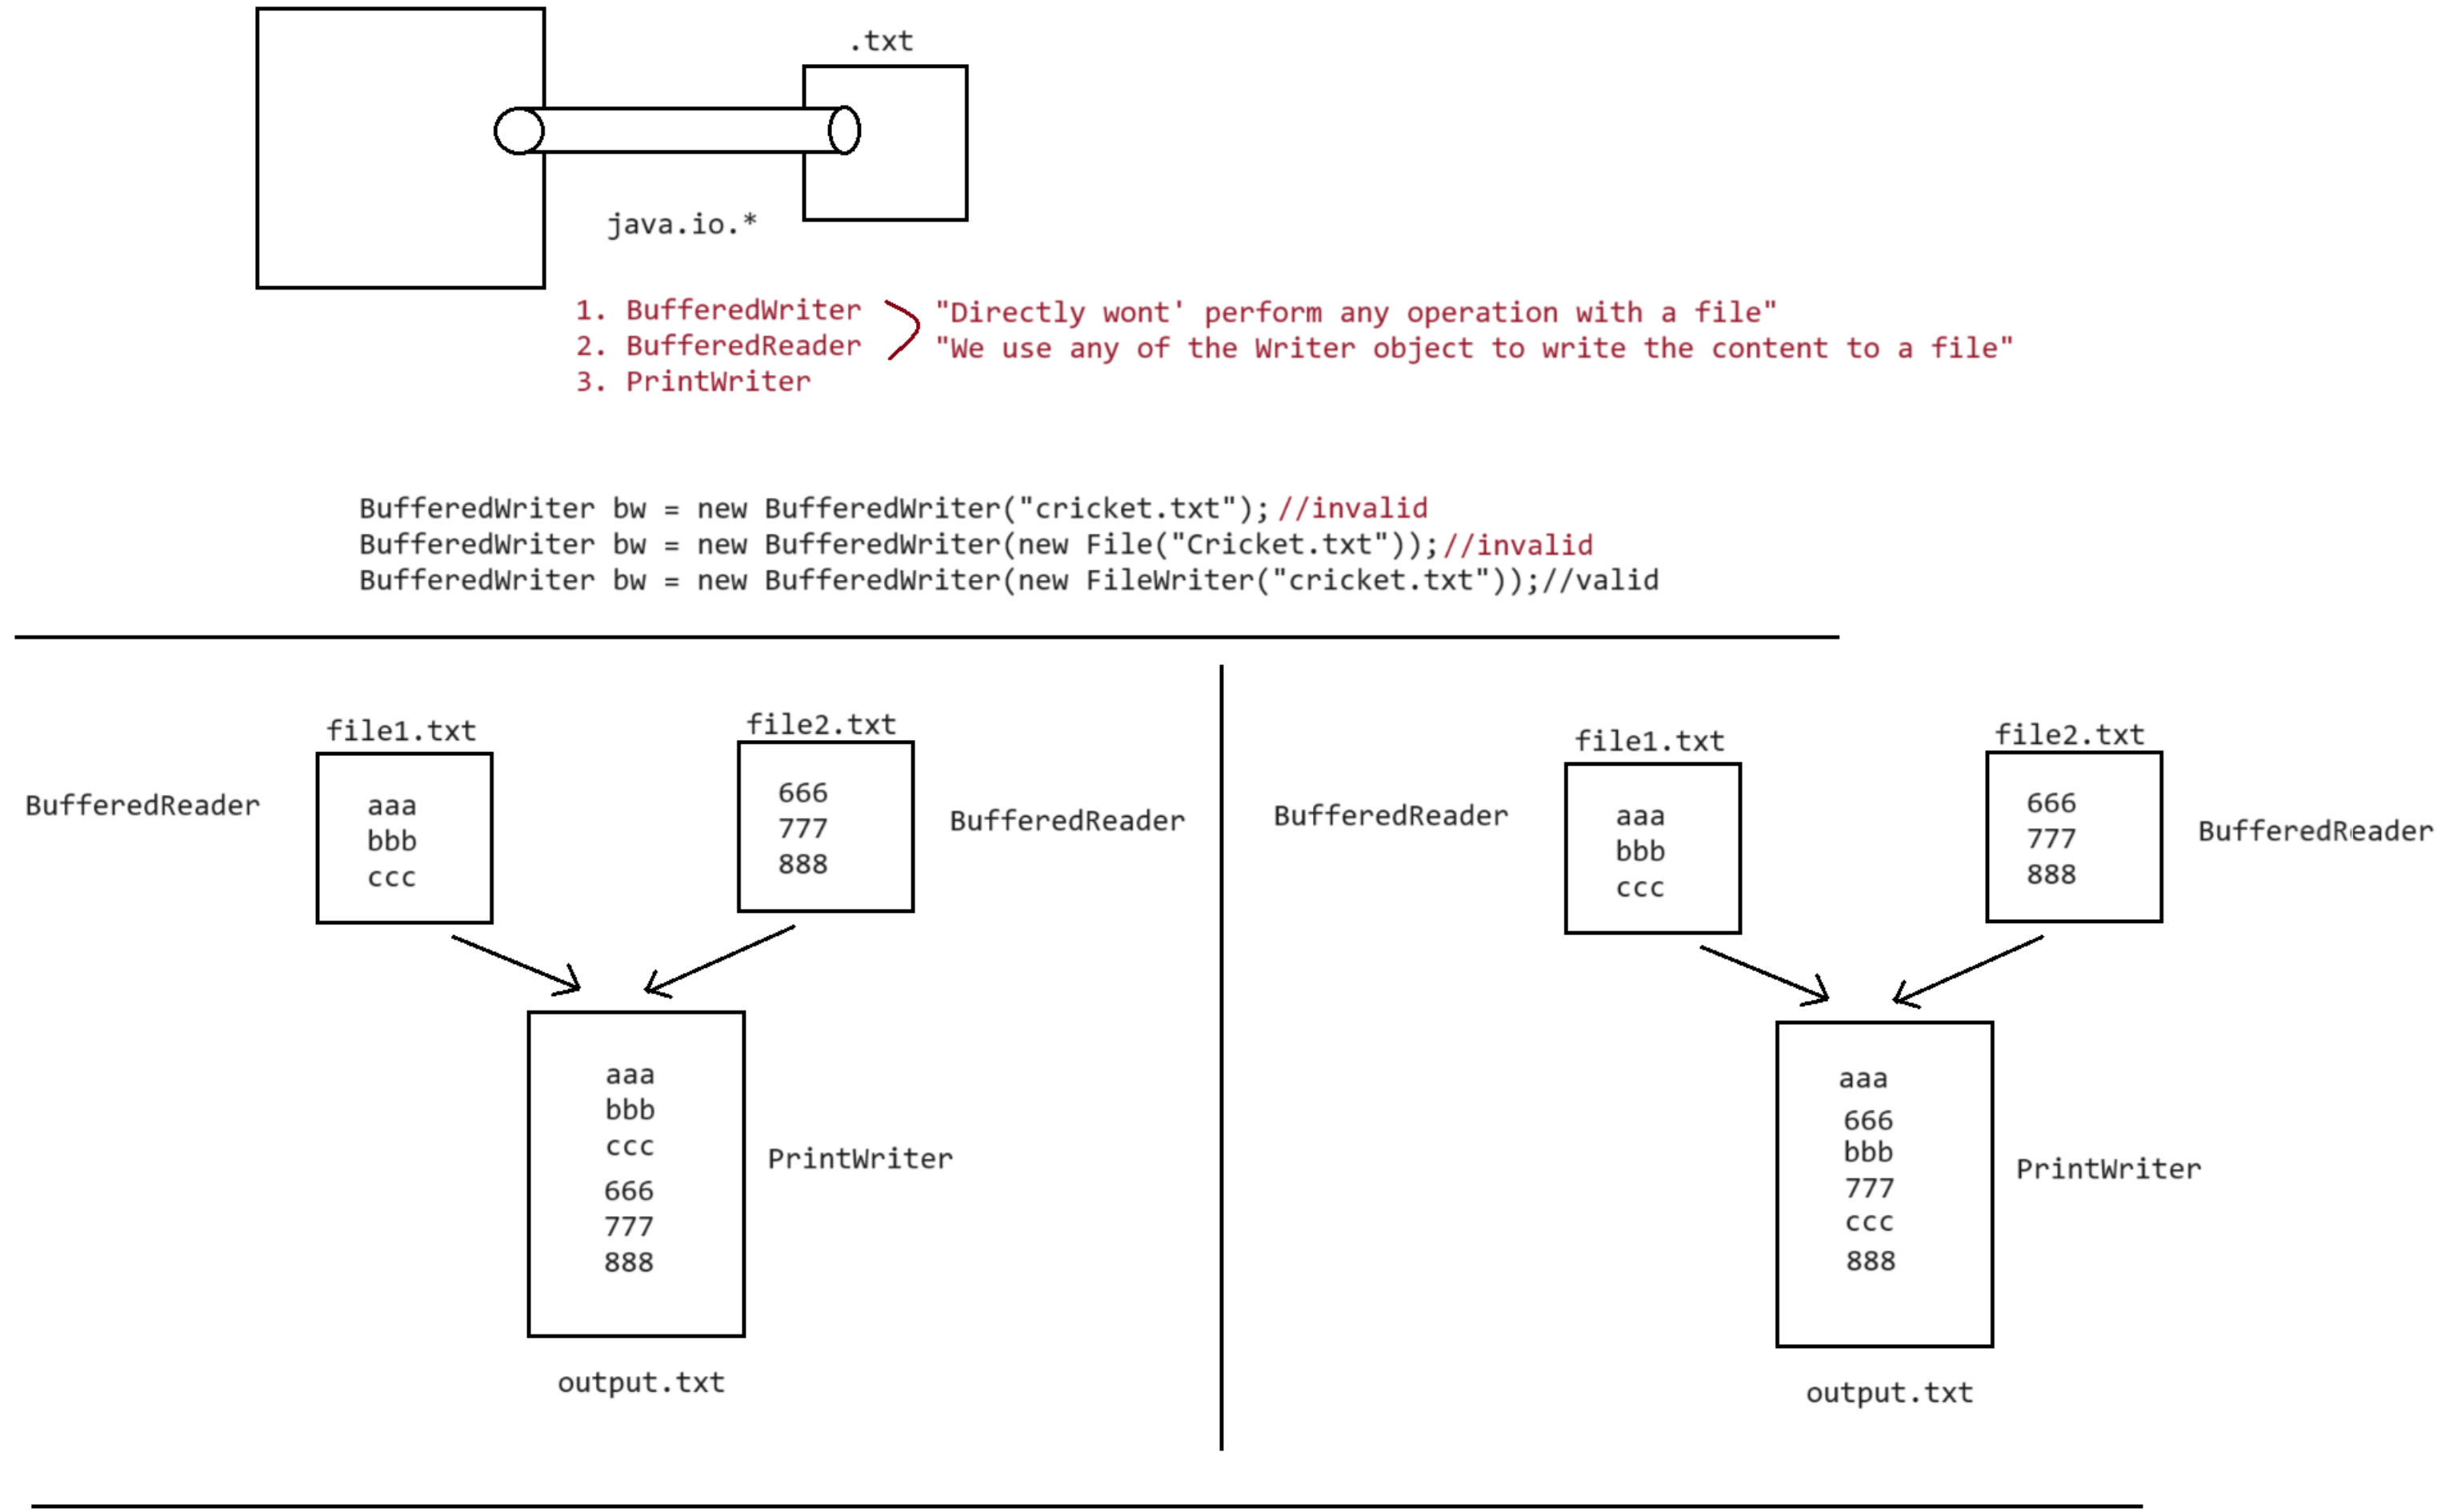 .txt
java.io.*
1. BufferedWriter
2. BufferedReader
3. PrintWriter
"Directly wont' perform any operation with a file"
"We use any of the Writer object to write the content to a file"
BufferedWriter bw = new BufferedWriter("cricket.txt"); //invalid
BufferedWriter bw = new BufferedWriter(new File("Cricket.txt"));//invalid
BufferedWriter bw = new BufferedWriter(new FileWriter("cricket.txt"));//valid
file1.txt
file2.txt
BufferedReader
aaa
bbb
ccc
666
777
888
BufferedReader
aaa
bbb
ccc
666
777
888
PrintWriter
output.txt
file1.txt
file2.txt
BufferedReader
aaa
bbb
ccc
666
777
888
BufferedReader
aaa
666
bbb
777
ccc
888
PrintWriter
output.txt